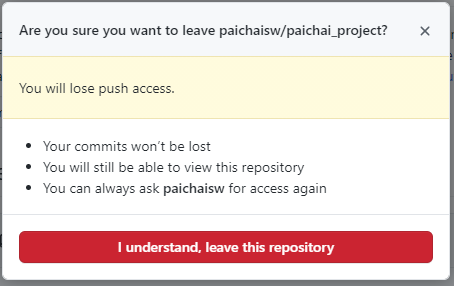 Are you sure you want to leave paichaisw/paichai_project?
You will lose push access.
Your commits won’t be lost
You will still be able to view this repository
You can always ask paichaisw for access again
I understand, leave this repository